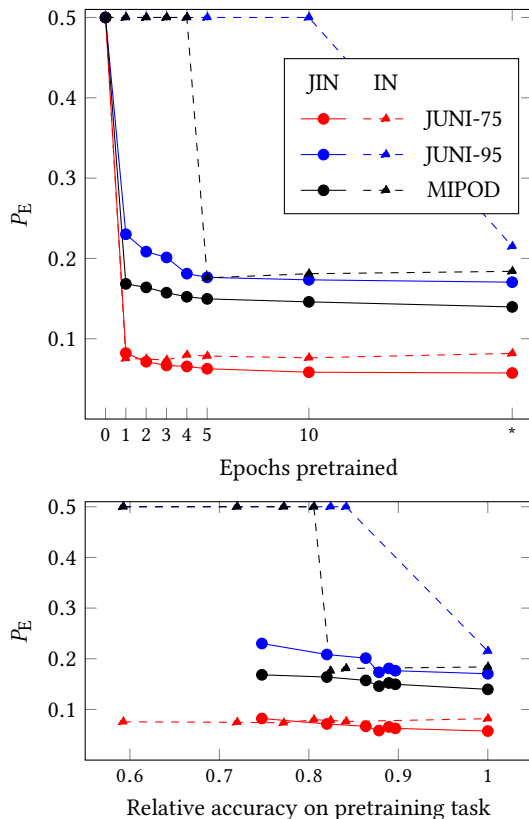 0.5
0.4
0.3
0.2
0.1
P_E
JIN IN
JUNI-75
JUNI-95
MIPOD
0 1 2 3 4 5 10 *
Epochs pretrained
0.5
0.4
0.3
0.2
0.1
P_E
0.6 0.7 0.8 0.9 1
Relative accuracy on pretraining task